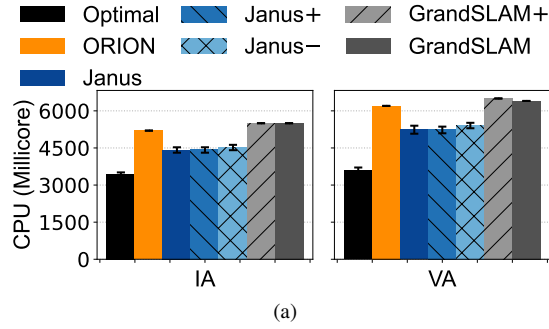 Optimal Janus+ GrandSLAM+
ORION Janus− GrandSLAM
Janus
CPU (Millicore)
6000
4500
3000
1500
0
IA VA
(a)